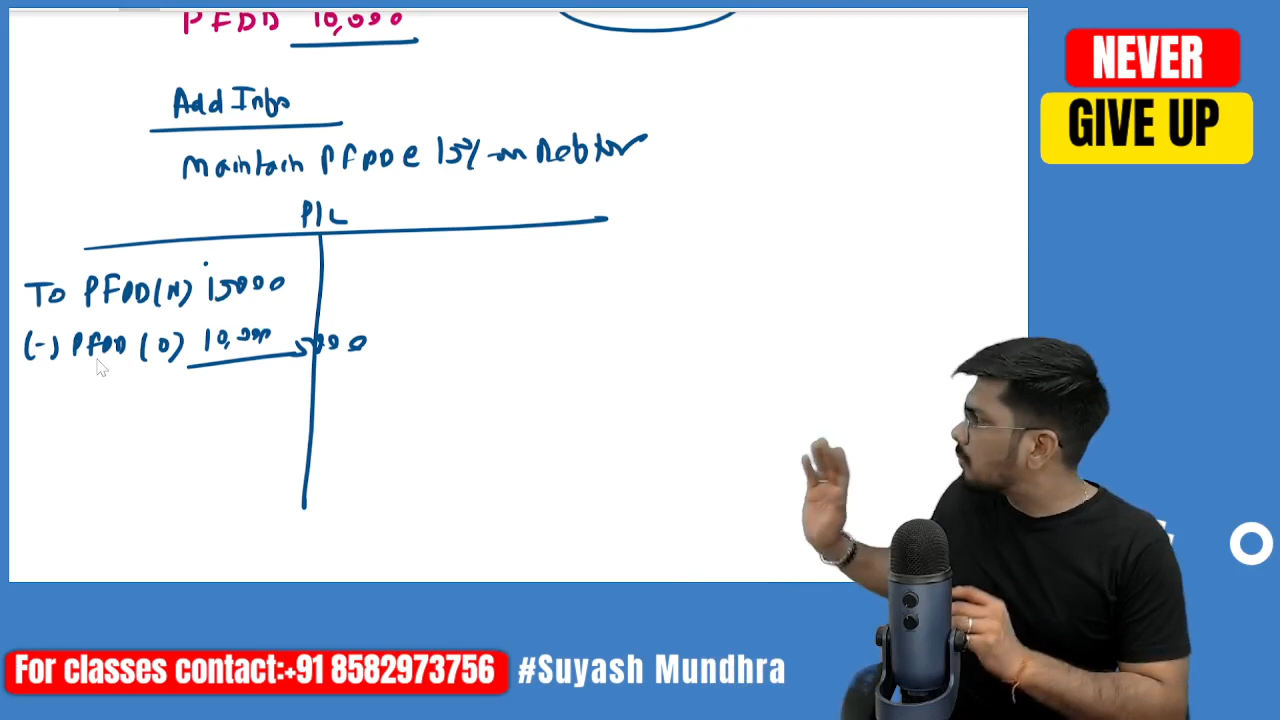 PFDD 10,000
Add Info
Maintain PFDD @ 15% on Debtor
P/L
To PFDD (N) 15000
(-) PFDD (O) 10,000 5000
NEVER
GIVE UP
For classes contact:+91 8582973756 #Suyash Mundhra